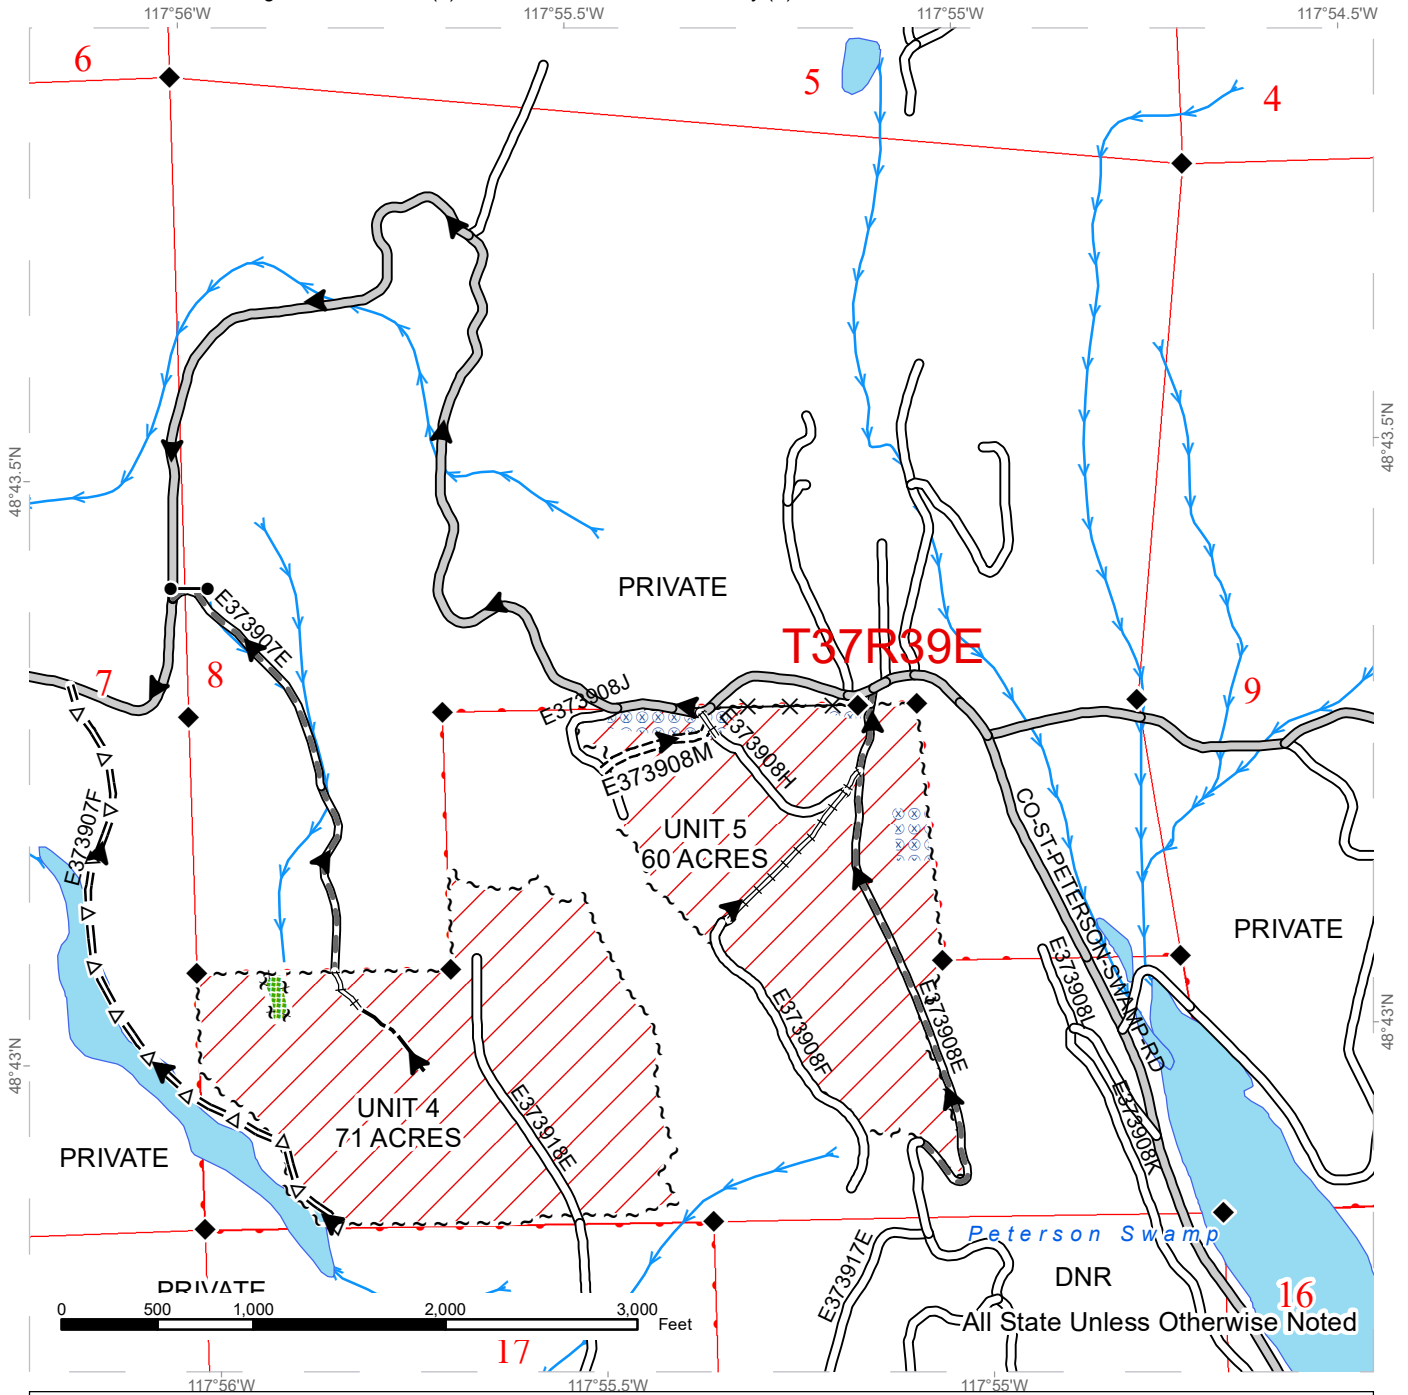 117°56'W 117°55.5'W 117°55'W 117°54.5'W
6
5
4
48°43.5'N
48°43.5'N
PRIVATE
T37R39E
E373907E
7
8
9
E373908J
E373908H
E373908M
UNIT 5
60 ACRES
E373907F
CO-ST-PETERSON-SWAMP-RD
PRIVATE
E373908I
E373908F
E373908E
48°43'N
48°43'N
UNIT 4
71 ACRES
E373918E
E373908K
PRIVATE
Peterson Swamp
E373917E
DNR
PRIVATE
16
0 500 1,000 2,000 3,000
Feet
All State Unless Otherwise Noted
17
117°56'W 117°55.5'W 117°55'W